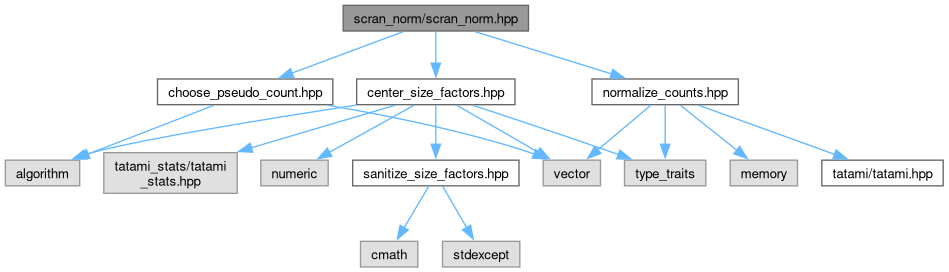 scran_norm/scran_norm.hpp
choose_pseudo_count.hpp
center_size_factors.hpp
normalize_counts.hpp
algorithm
tatami_stats/tatami
_stats.hpp
numeric
sanitize_size_factors.hpp
vector
type_traits
memory
tatami/tatami.hpp
cmath
stdexcept